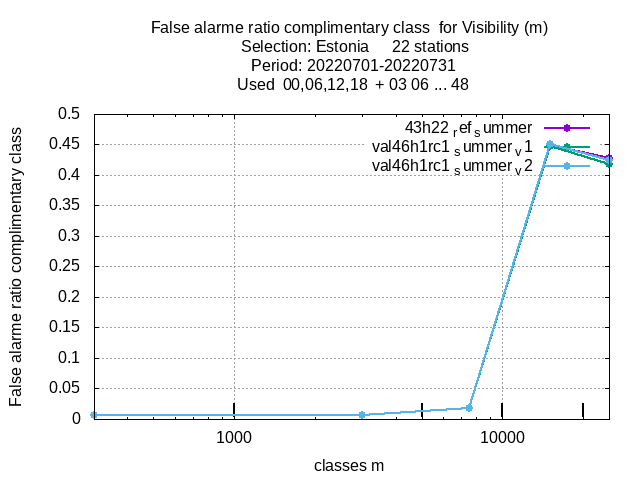 False alarme ratio complimentary class for Visibility (m)
Selection: Estonia 22 stations
Period: 20220701-20220731
Used 00,06,12,18 + 03 06 ... 48
False alarme ratio complimentary class
0.5
0.45
0.4
0.35
0.3
0.25
0.2
0.15
0.1
0.05
0
43h22 ref summer
val46h1rc1 summer v1
val46h1rc1 summer v2
1000
10000
classes m